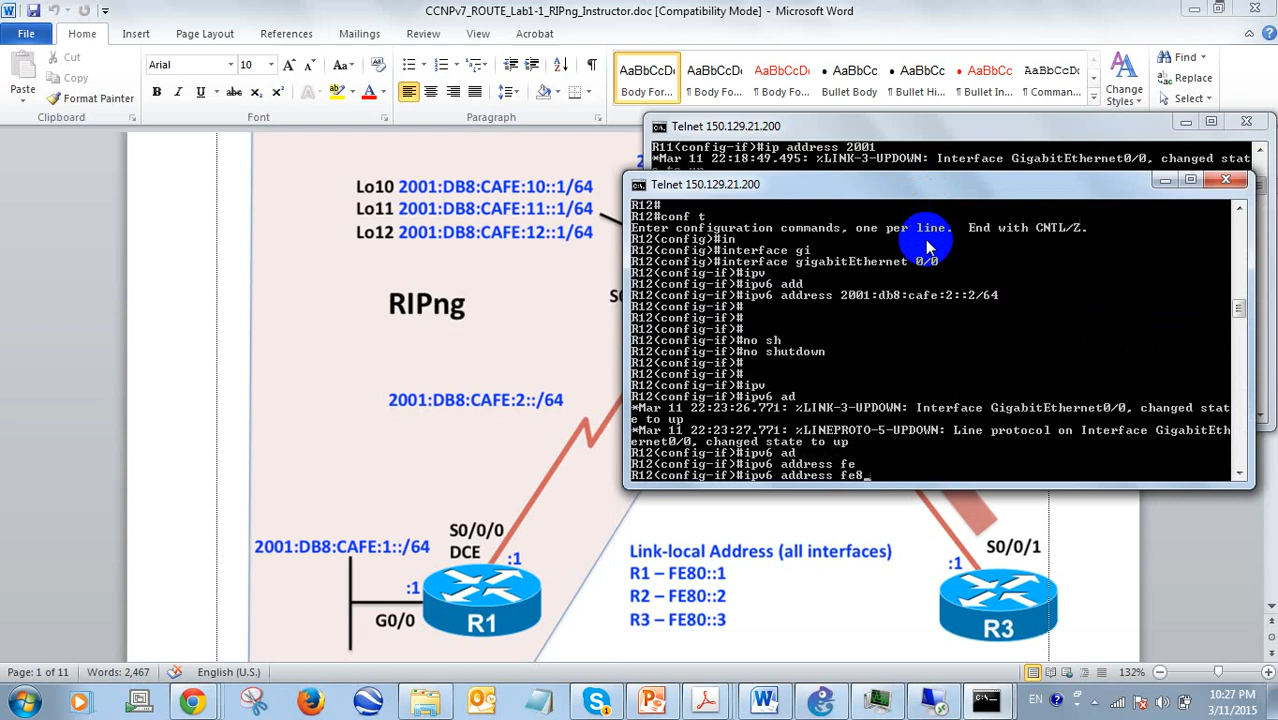 CCNPv7_ROUTE_Lab1-1_RIPng_Instructor.doc [Compatibility Mode] - Microsoft Word
File Home Insert Page Layout References Mailings Review View Acrobat
Paste
Cut
Copy
Format Painter
Clipboard
Arial 10
Font
Paragraph
AaBbCcDc AaBbCcDc AaBbCcDc AaBbCcDc AaBbCcDc AaBbCcDc AaBbCcD
Body For... ¶ Body Fo... ¶ Body For... Bullet Body ¶ Bullet Hi... ¶ Bullet In... ¶ Comman...
Change Styles
Find
Replace
Select
Editing
Telnet 150.129.21.200
R11(config-if)#ip address 2001
*Mar 11 22:18:49.495: %LINK-3-UPDOWN: Interface GigabitEthernet0/0, changed stat
Telnet 150.129.21.200
R12#
R12#conf t
Enter configuration commands, one per line. End with CNTL/Z.
R12(config)#in
R12(config)#interface gi
R12(config)#interface gigabitEthernet 0/0
R12(config-if)#ipv
R12(config-if)#ipv6 add
R12(config-if)#ipv6 address 2001:db8:cafe:2::2/64
R12(config-if)#
R12(config-if)#
R12(config-if)#
R12(config-if)#no sh
R12(config-if)#no shutdown
R12(config-if)#
R12(config-if)#
R12(config-if)#ipv
R12(config-if)#ipv6 ad
*Mar 11 22:23:26.771: %LINK-3-UPDOWN: Interface GigabitEthernet0/0, changed stat
e to up
*Mar 11 22:23:27.771: %LINEPROTO-5-UPDOWN: Line protocol on Interface GigabitEth
ernet0/0, changed state to up
R12(config-if)#ipv6 ad
R12(config-if)#ipv6 address fe
R12(config-if)#ipv6 address fe8_
Lo10 2001:DB8:CAFE:10::1/64
Lo11 2001:DB8:CAFE:11::1/64
Lo12 2001:DB8:CAFE:12::1/64
RIPng
2001:DB8:CAFE:2::/64
S0/0/0
DCE
:1
2001:DB8:CAFE:1::/64
:1
G0/0
R1
Link-local Address (all interfaces)
R1 – FE80::1
R2 – FE80::2
R3 – FE80::3
S0/0/1
:1
R3
Page: 1 of 11 Words: 2,467 English (U.S.) 132%
EN
10:27 PM
3/11/2015